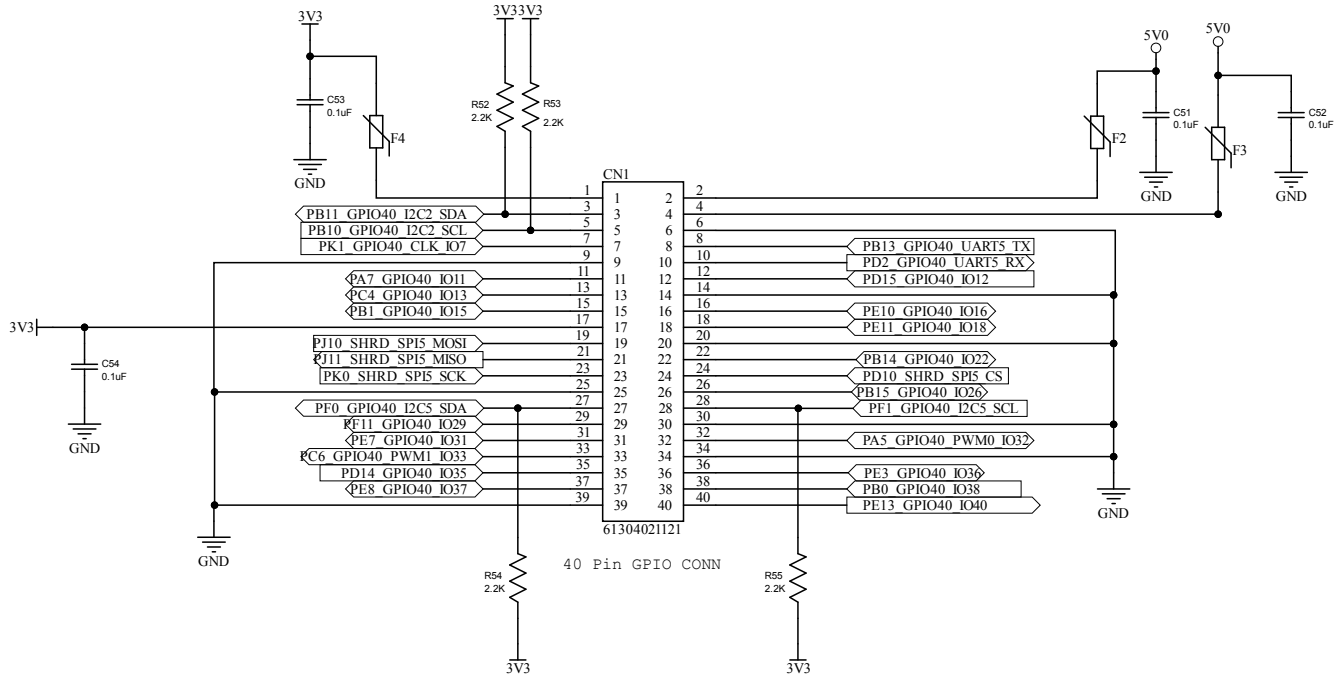 3V3 3V3 3V3 5V0 5V0
C53 0.1uF F4 R52 2.2K R53 2.2K F2 C51 0.1uF F3 C52 0.1uF
GND GND GND
CN1
1 1 2 2
3 3 4 4
PB11_GPIO40_I2C2_SDA 5 5 6 6
PB10_GPIO40_I2C2_SCL 7 7 8 8 PB13_GPIO40_UART5_TX
PK1_GPIO40_CLK_IO7 9 9 10 10 PD2_GPIO40_UART5_RX
11 11 12 12 PD15_GPIO40_IO12
PA7_GPIO40_IO11 13 13 14 14
PC4_GPIO40_IO13 15 15 16 16 PE10_GPIO40_IO16
PB1_GPIO40_IO15 17 17 18 18 PE11_GPIO40_IO18
3V3 19 19 20 20
PJ10_SHRD_SPI5_MOSI 21 21 22 22 PB14_GPIO40_IO22
C54 0.1uF PJ11_SHRD_SPI5_MISO 23 23 24 24 PD10_SHRD_SPI5_CS
PK0_SHRD_SPI5_SCK 25 25 26 26 PB15_GPIO40_IO26
GND PF0_GPIO40_I2C5_SDA 27 27 28 28 PF1_GPIO40_I2C5_SCL
PF11_GPIO40_IO29 29 29 30 30
PE7_GPIO40_IO31 31 31 32 32 PA5_GPIO40_PWM0_IO32
PC6_GPIO40_PWM1_IO33 33 33 34 34
PD14_GPIO40_IO35 35 35 36 36 PE3_GPIO40_IO36
PE8_GPIO40_IO37 37 37 38 38 PB0_GPIO40_IO38
39 39 40 40 PE13_GPIO40_IO40
GND 61304021121 GND
40 Pin GPIO CONN
R54 2.2K R55 2.2K
3V3 3V3